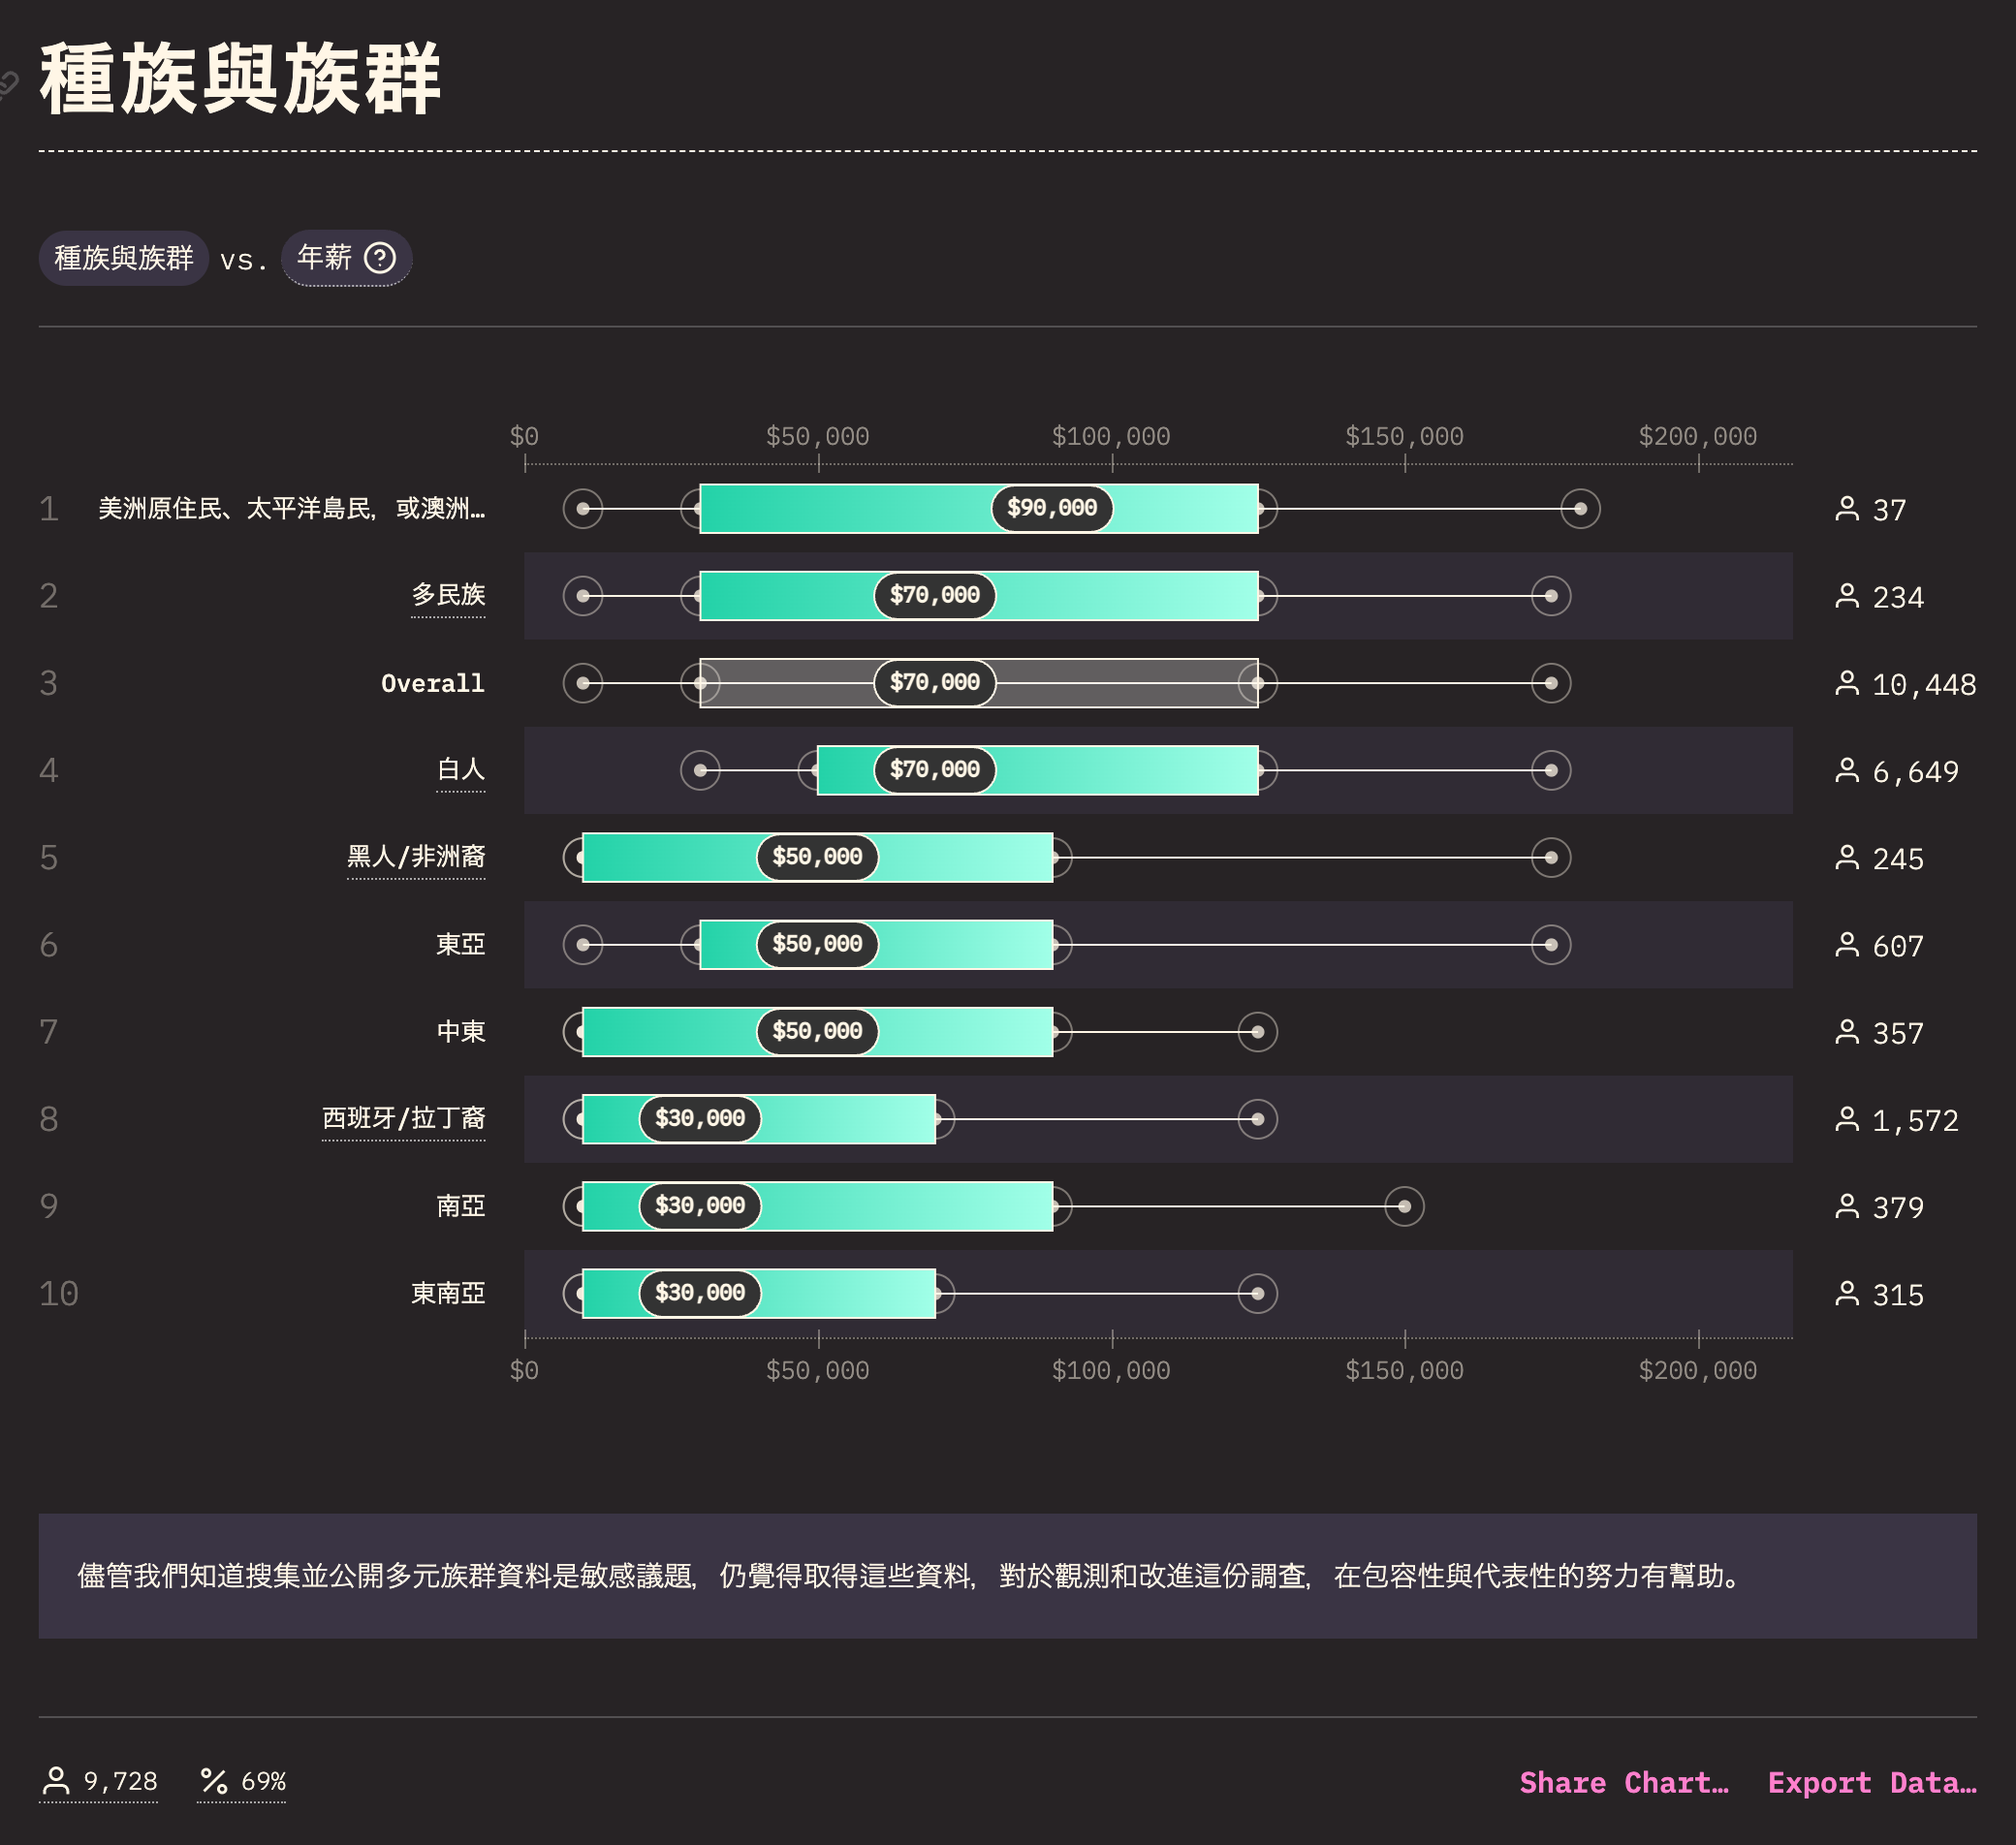 種族與族群
種族與族群 vs. 年薪 ?
$0 $50,000 $100,000 $150,000 $200,000
1 美洲原住民、太平洋島民，或澳洲… $90,000 37
2 多民族 $70,000 234
3 Overall $70,000 10,448
4 白人 $70,000 6,649
5 黑人/非洲裔 $50,000 245
6 東亞 $50,000 607
7 中東 $50,000 357
8 西班牙/拉丁裔 $30,000 1,572
9 南亞 $30,000 379
10 東南亞 $30,000 315
$0 $50,000 $100,000 $150,000 $200,000
儘管我們知道搜集並公開多元族群資料是敏感議題，仍覺得取得這些資料，對於觀測和改進這份調查，在包容性與代表性的努力有幫助。
9,728 % 69% Share Chart… Export Data…